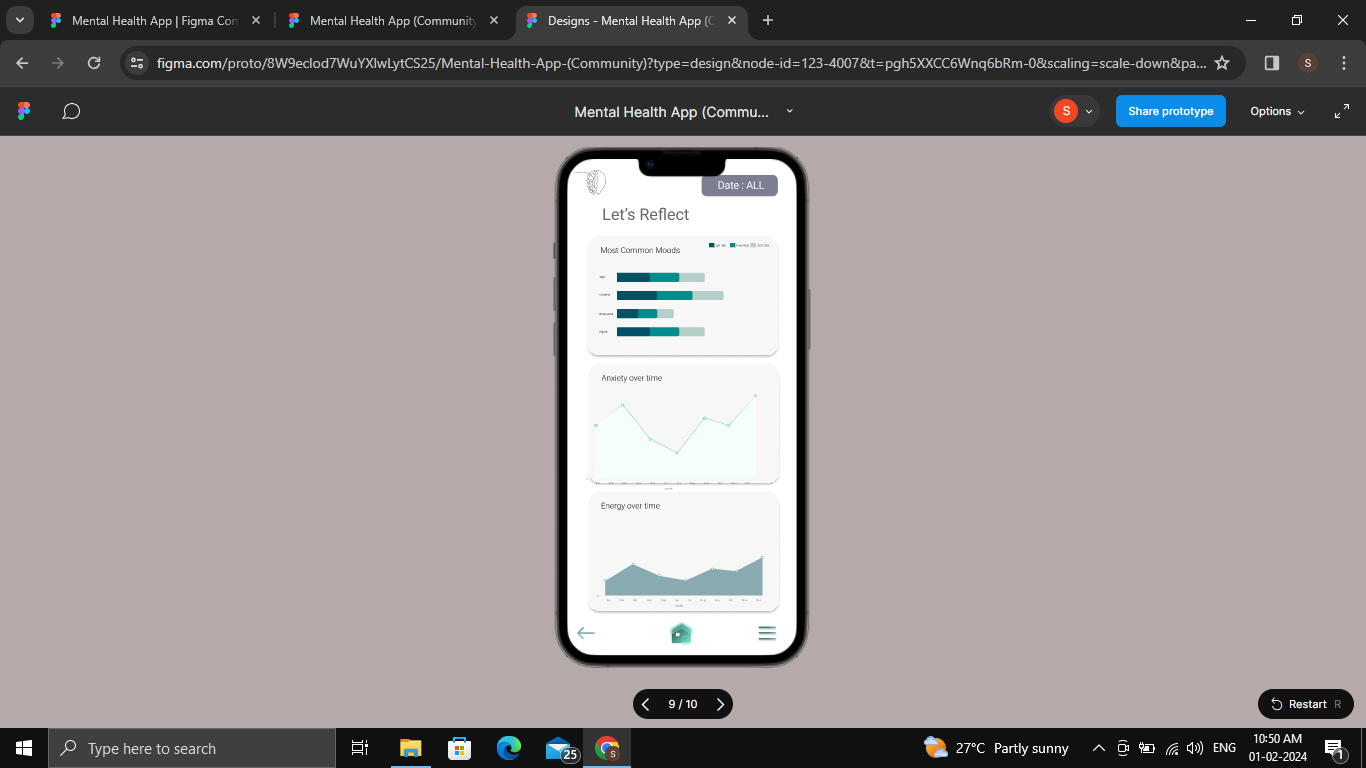 Mental Health App | Figma Con
Mental Health App (Community
Designs - Mental Health App (C
figma.com/proto/8W9eclod7WuYXlwLytCS25/Mental-Health-App-(Community)?type=design&node-id=123-4007&t=pgh5XXCC6Wnq6bRm-0&scaling=scale-down&pa...
S
Mental Health App (Commu...
S
Share prototype
Options
Date : ALL
Let's Reflect
Most Common Moods
Anxiety over time
Energy over time
9 / 10
Restart R
Type here to search
25
S
27°C Partly sunny
ENG
10:50 AM
01-02-2024
1